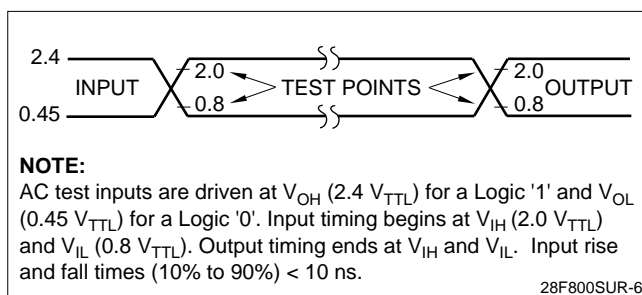 2.4
INPUT
2.0
0.8
TEST POINTS
2.0
0.8
OUTPUT
0.45
NOTE:
AC test inputs are driven at VOH (2.4 VTTL) for a Logic '1' and VOL
(0.45 VTTL) for a Logic '0'. Input timing begins at VIH (2.0 VTTL)
and VIL (0.8 VTTL). Output timing ends at VIH and VIL. Input rise
and fall times (10% to 90%) < 10 ns.
28F800SUR-6